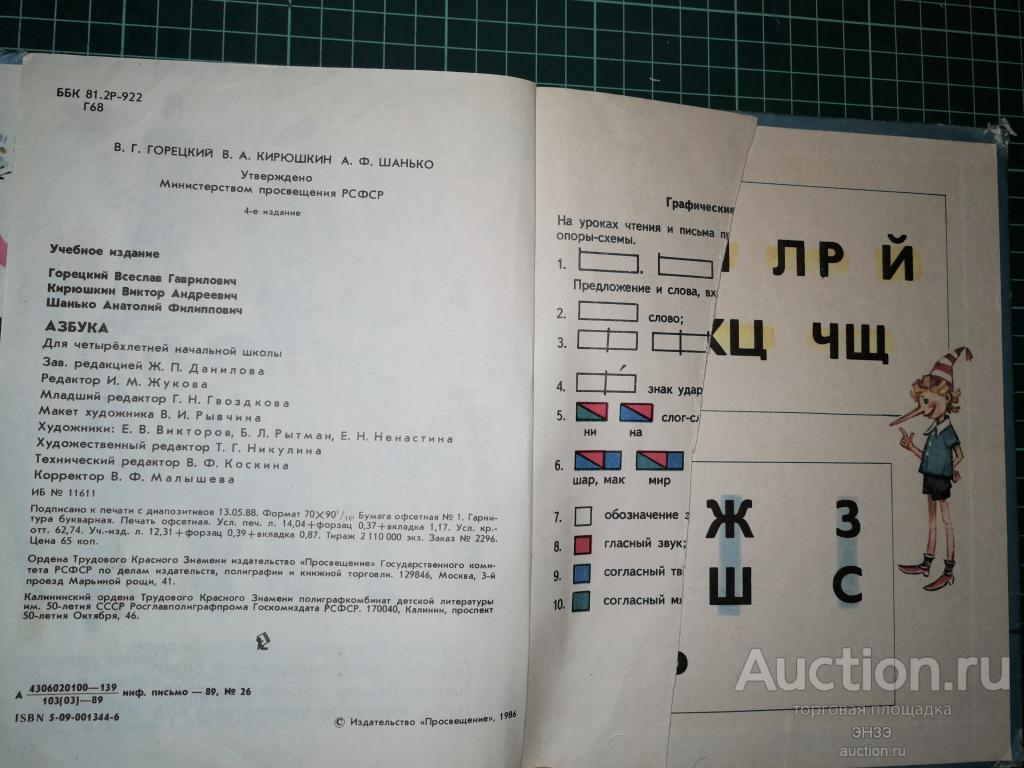 ББК 81.2Р-922
Г68
В. Г. ГОРЕЦКИЙ В. А. КИРЮШКИН А. Ф. ШАНЬКО
Утверждено
Министерством просвещения РСФСР
4-е издание
Учебное издание
Горецкий Всеслав Гаврилович
Кирюшкин Виктор Андреевич
Шанько Анатолий Филиппович
АЗБУКА
Для четырёхлетней начальной школы
Зав. редакцией Ж. П. Данилова
Редактор И. М. Жукова
Младший редактор Г. Н. Гвоздкова
Макет художника В. И. Рывчина
Художники: Е. В. Викторов, Б. Л. Рытман, Е. Н. Ненастина
Художественный редактор Т. Г. Никулина
Технический редактор В. Ф. Коскина
Корректор В. Ф. Малышева
ИБ № 11611
Подписано к печати с диапозитивов 13.05.88. Формат 70×90¹/₁₆. Бумага офсетная № 1. Гарни-
тура букварная. Печать офсетная. Усл. печ. л. 14,04+форзац 0,37+вкладка 1,17. Усл. кр.-
отт. 62,74. Уч.-изд. л. 12,31+форзац 0,39+вкладка 0,87. Тираж 2 110 000 экз. Заказ № 2296.
Цена 65 коп.
Ордена Трудового Красного Знамени издательство «Просвещение» Государственного коми-
тета РСФСР по делам издательств, полиграфии и книжной торговли. 129846, Москва, 3-й
проезд Марьиной рощи, 41.
Калининский ордена Трудового Красного Знамени полиграфкомбинат детской литературы
им. 50-летия СССР Росглавполиграфпрома Госкомиздата РСФСР. 170040, Калинин, проспект
50-летия Октября, 46.
А 4306020100—139
103(03)—89
инф. письмо — 89, № 26
ISBN 5-09-001344-6
© Издательство «Просвещение», 1986
Графические
На уроках чтения и письма
опоры-схемы.
1.
Предложение и слова,
2. слово;
3.
4. знак
5. слог-
ни на
6.
шар, мак мир
7. обозначение
8. гласный звук;
9. согласный
10. согласный
Л Р Й
Ц Ч Щ
Ж З
Ш С
Auction.ru
торговая площадка
ЭНЗЭ
auction.ru